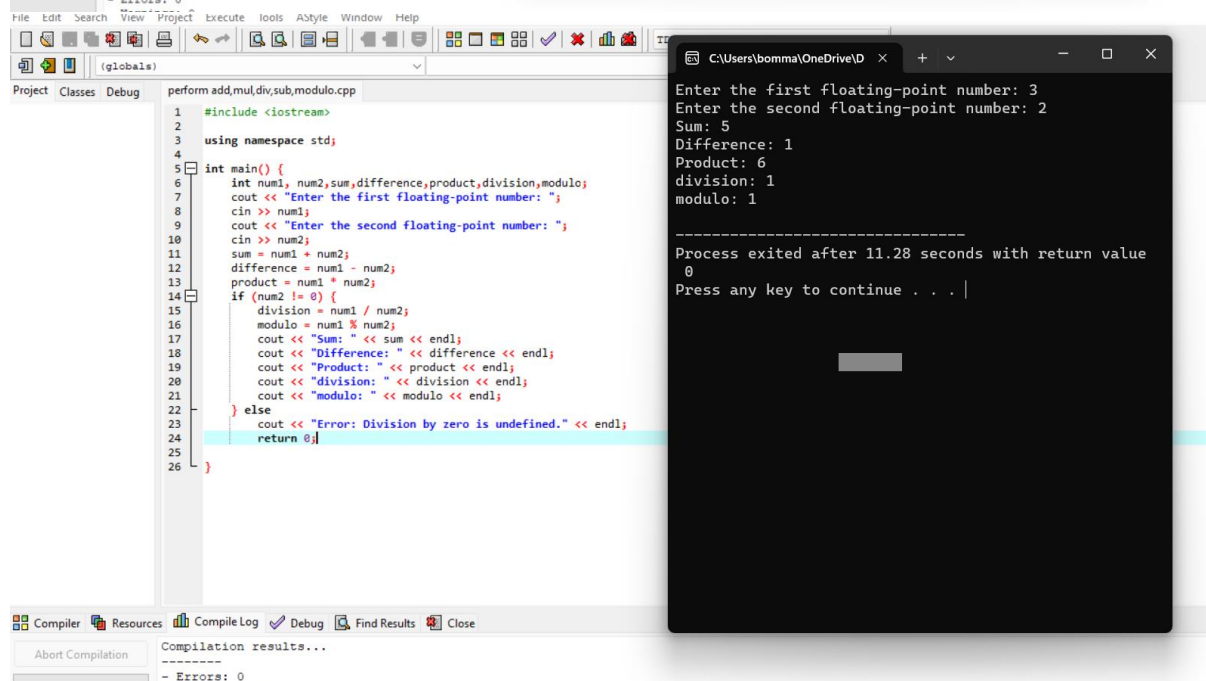 - Errors: 0
File Edit Search View Project Execute Tools AStyle Window Help
(globals)
Project Classes Debug
perform add,mul,div,sub,modulo.cpp
1 #include <iostream>
2
3 using namespace std;
4
5 int main() {
6 int num1, num2,sum,difference,product,division,modulo;
7 cout << "Enter the first floating-point number: ";
8 cin >> num1;
9 cout << "Enter the second floating-point number: ";
10 cin >> num2;
11 sum = num1 + num2;
12 difference = num1 - num2;
13 product = num1 * num2;
14 if (num2 != 0) {
15 division = num1 / num2;
16 modulo = num1 % num2;
17 cout << "Sum: " << sum << endl;
18 cout << "Difference: " << difference << endl;
19 cout << "Product: " << product << endl;
20 cout << "division: " << division << endl;
21 cout << "modulo: " << modulo << endl;
22 } else
23 cout << "Error: Division by zero is undefined." << endl;
24 return 0;
25
26 }
C:\Users\bomma\OneDrive\D
Enter the first floating-point number: 3
Enter the second floating-point number: 2
Sum: 5
Difference: 1
Product: 6
division: 1
modulo: 1
--------------------------------
Process exited after 11.28 seconds with return value
0
Press any key to continue . . .
Compiler Resources Compile Log Debug Find Results Close
Abort Compilation
Compilation results...
--------
- Errors: 0